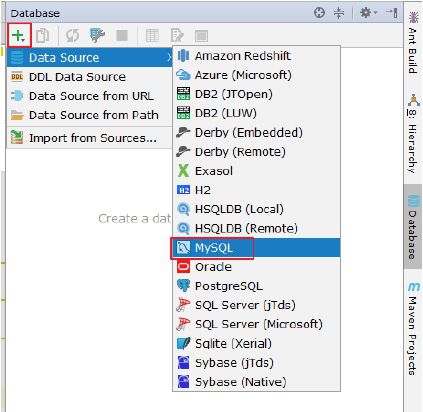 Database
Data Source
DDL Data Source
Data Source from URL
Data Source from Path
Import from Sources...
Create a dat
Amazon Redshift
Azure (Microsoft)
DB2 (JTOpen)
DB2 (LUW)
Derby (Embedded)
Derby (Remote)
Exasol
H2
HSQLDB (Local)
HSQLDB (Remote)
MySQL
Oracle
PostgreSQL
SQL Server (jTds)
SQL Server (Microsoft)
Sqlite (Xerial)
Sybase (jTds)
Sybase (Native)
Ant Build
8: Hierarchy
Database
Maven Projects